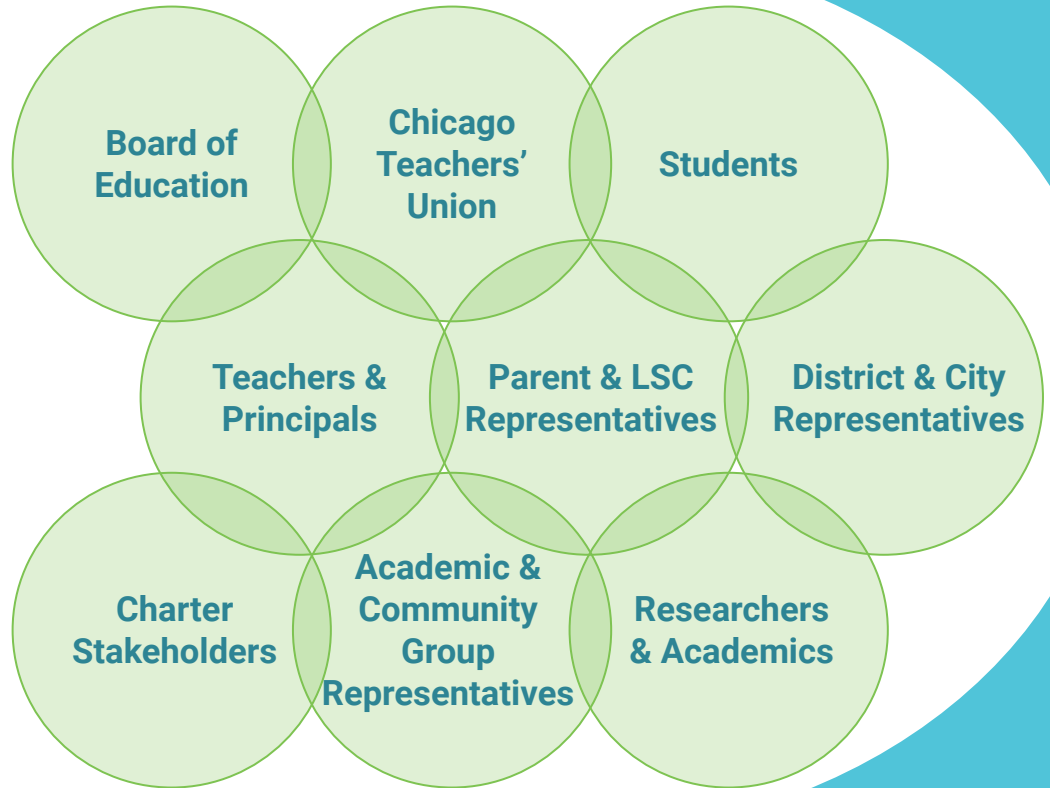 Board of
Education
Chicago
Teachers’
Union
Students
Teachers &
Principals
Parent & LSC
Representatives
District & City
Representatives
Charter
Stakeholders
Academic &
Community
Group
Representatives
Researchers
& Academics